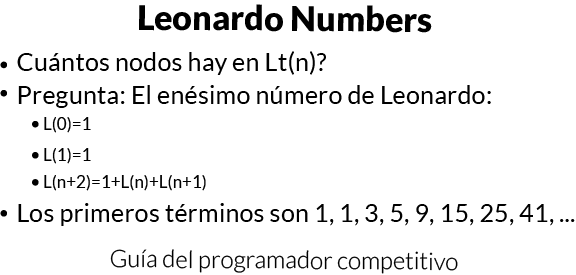 Leonardo Numbers
• Cuántos nodos hay en Lt(n)?
• Pregunta: El enésimo número de Leonardo:
• L(0)=1
• L(1)=1
• L(n+2)=1+L(n)+L(n+1)
• Los primeros términos son 1, 1, 3, 5, 9, 15, 25, 41, ...
Guía del programador competitivo